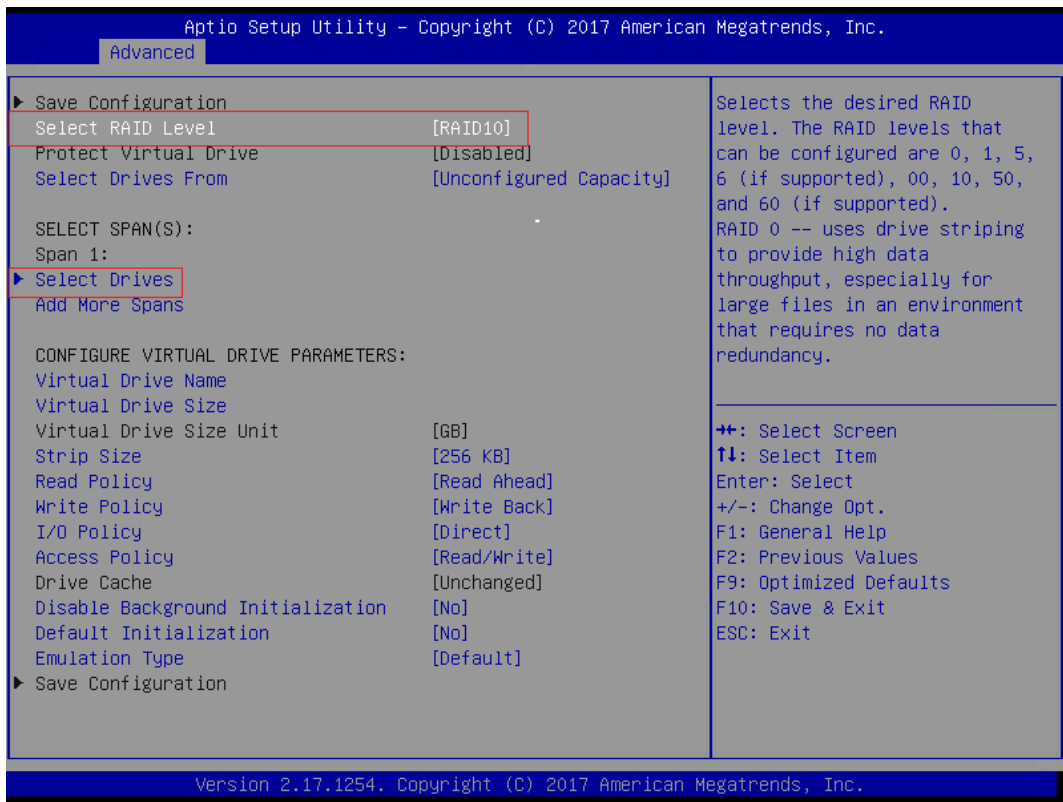 Aptio Setup Utility – Copyright (C) 2017 American Megatrends, Inc.
Advanced
▶ Save Configuration
Select RAID Level [RAID10]
Protect Virtual Drive [Disabled]
Select Drives From [Unconfigured Capacity]
SELECT SPAN(S):
Span 1:
▶ Select Drives
Add More Spans
CONFIGURE VIRTUAL DRIVE PARAMETERS:
Virtual Drive Name
Virtual Drive Size
Virtual Drive Size Unit [GB]
Strip Size [256 KB]
Read Policy [Read Ahead]
Write Policy [Write Back]
I/O Policy [Direct]
Access Policy [Read/Write]
Drive Cache [Unchanged]
Disable Background Initialization [No]
Default Initialization [No]
Emulation Type [Default]
▶ Save Configuration
Selects the desired RAID
level. The RAID levels that
can be configured are 0, 1, 5,
6 (if supported), 00, 10, 50,
and 60 (if supported).
RAID 0 -- uses drive striping
to provide high data
throughput, especially for
large files in an environment
that requires no data
redundancy.
→←: Select Screen
↑↓: Select Item
Enter: Select
+/-: Change Opt.
F1: General Help
F2: Previous Values
F9: Optimized Defaults
F10: Save & Exit
ESC: Exit
Version 2.17.1254. Copyright (C) 2017 American Megatrends, Inc.